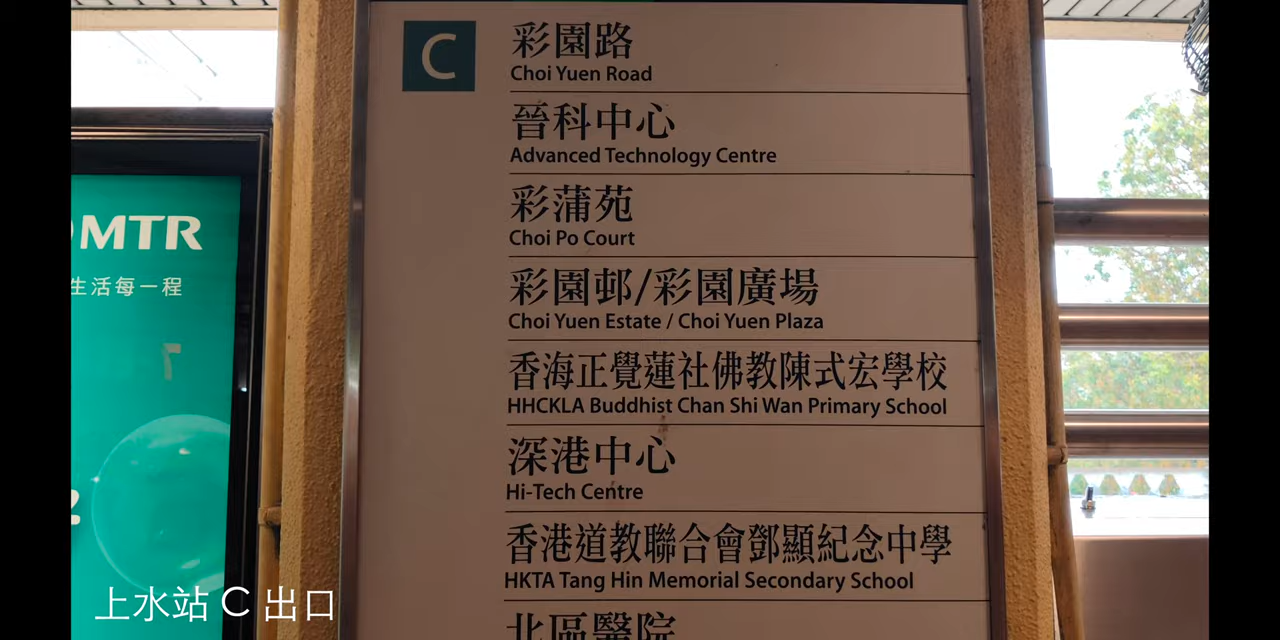 C
彩園路
Choi Yuen Road
晉科中心
Advanced Technology Centre
彩蒲苑
Choi Po Court
彩園邨/彩園廣場
Choi Yuen Estate / Choi Yuen Plaza
香海正覺蓮社佛教陳式宏學校
HHCKLA Buddhist Chan Shi Wan Primary School
深港中心
Hi-Tech Centre
香港道教聯合會鄧顯紀念中學
HKTA Tang Hin Memorial Secondary School
北區醫院
MTR
生活每一程
上水站 C 出口